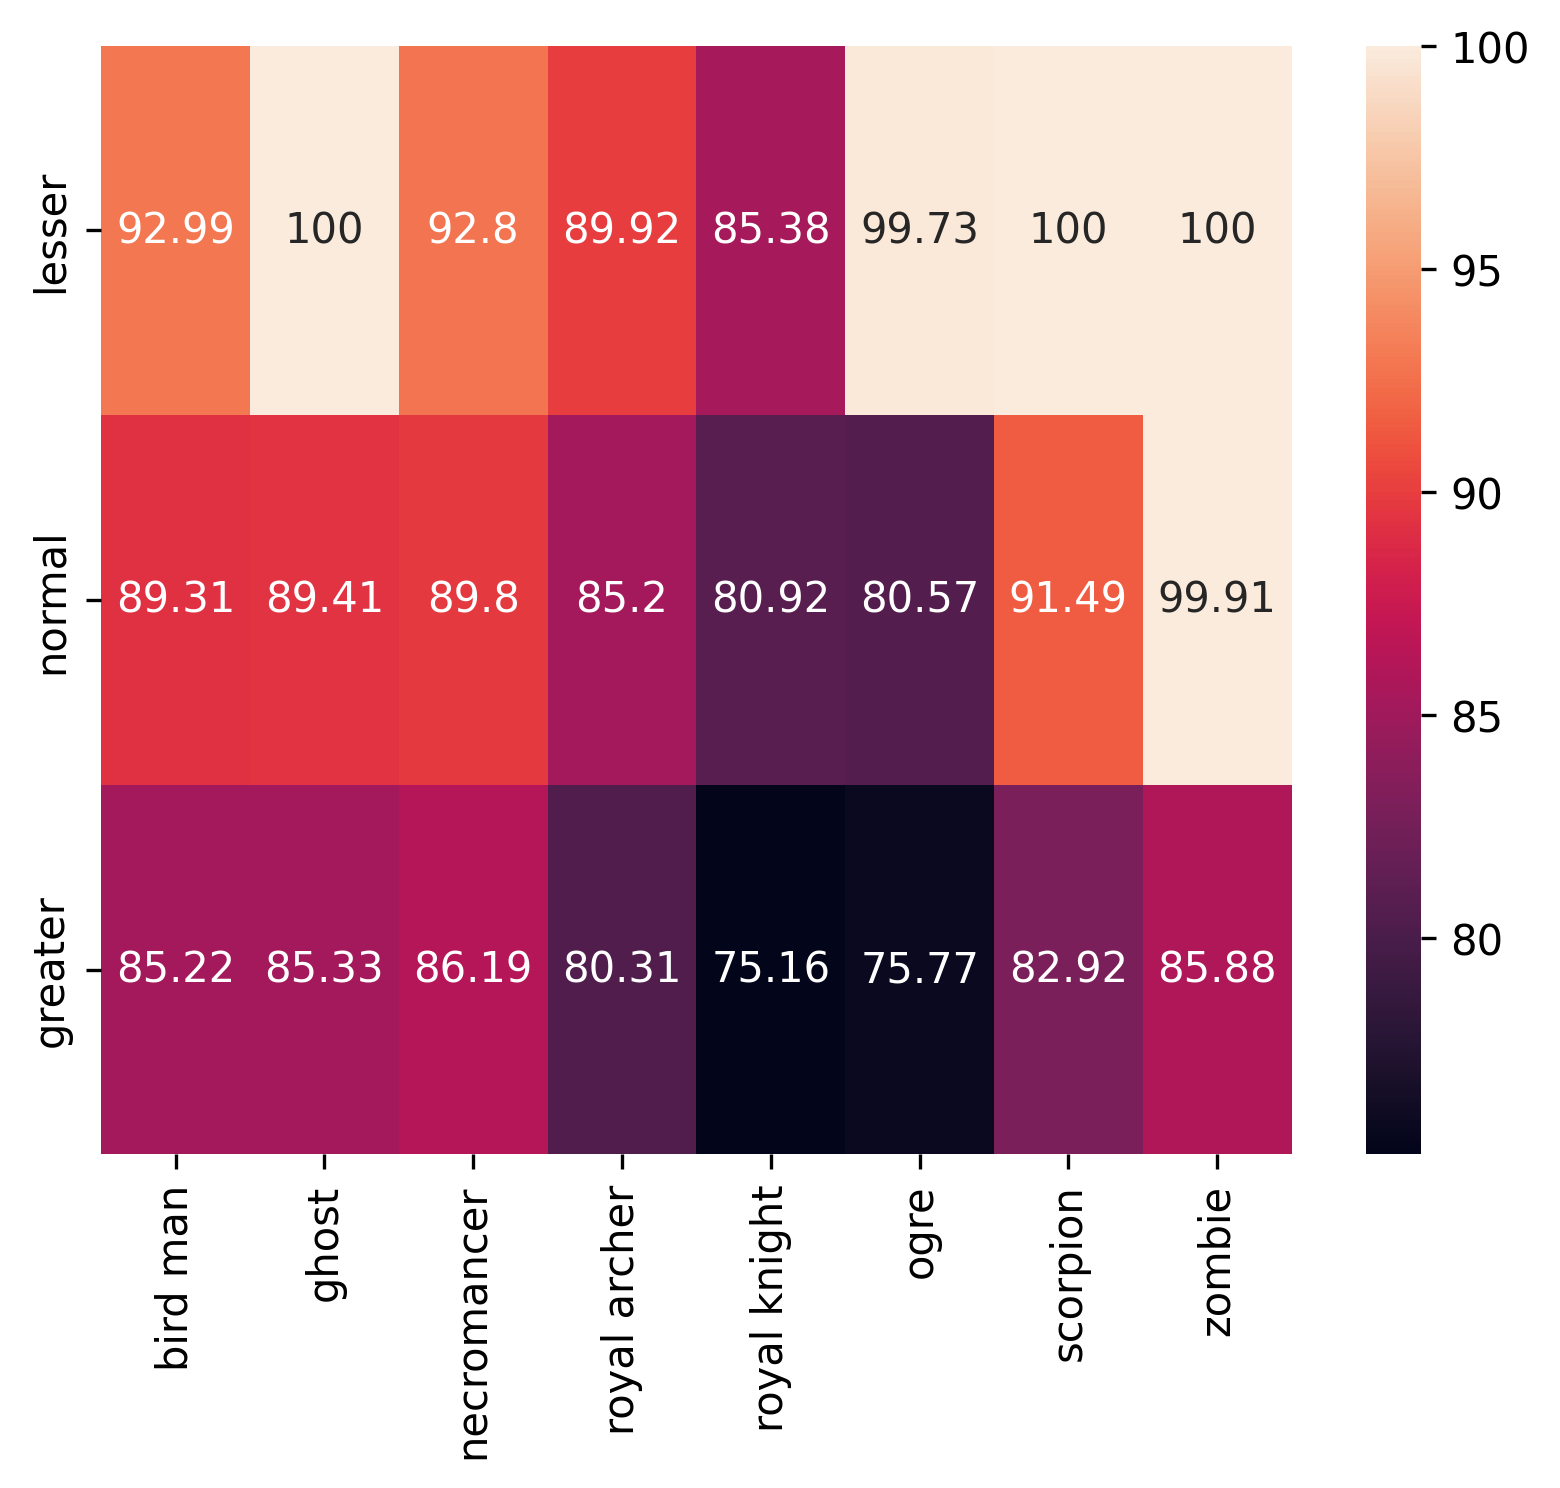 lesser
92.99 100 92.8 89.92 85.38 99.73 100 100
normal
89.31 89.41 89.8 85.2 80.92 80.57 91.49 99.91
greater
85.22 85.33 86.19 80.31 75.16 75.77 82.92 85.88
bird man
ghost
necromancer
royal archer
royal knight
ogre
scorpion
zombie
100
95
90
85
80